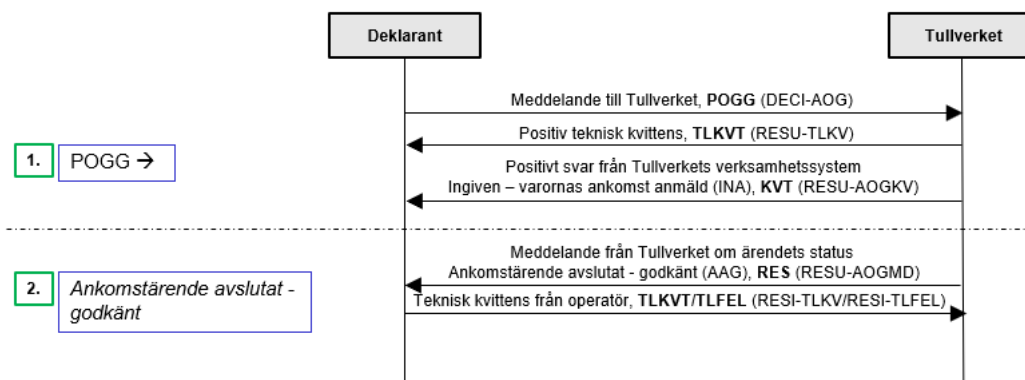 Deklarant
Tullverket
Meddelande till Tullverket, POGG (DECI-AOG)
Positiv teknisk kvittens, TLKVT (RESU-TLKV)
1.
POGG →
Positivt svar från Tullverkets verksamhetssystem
Ingiven – varornas ankomst anmäld (INA), KVT (RESU-AOGKV)
2.
Ankomstärende avslutat -
godkänt
Meddelande från Tullverket om ärendets status
Ankomstärende avslutat - godkänt (AAG), RES (RESU-AOGMD)
Teknisk kvittens från operatör, TLKVT/TLFEL (RESI-TLKV/RESI-TLFEL)